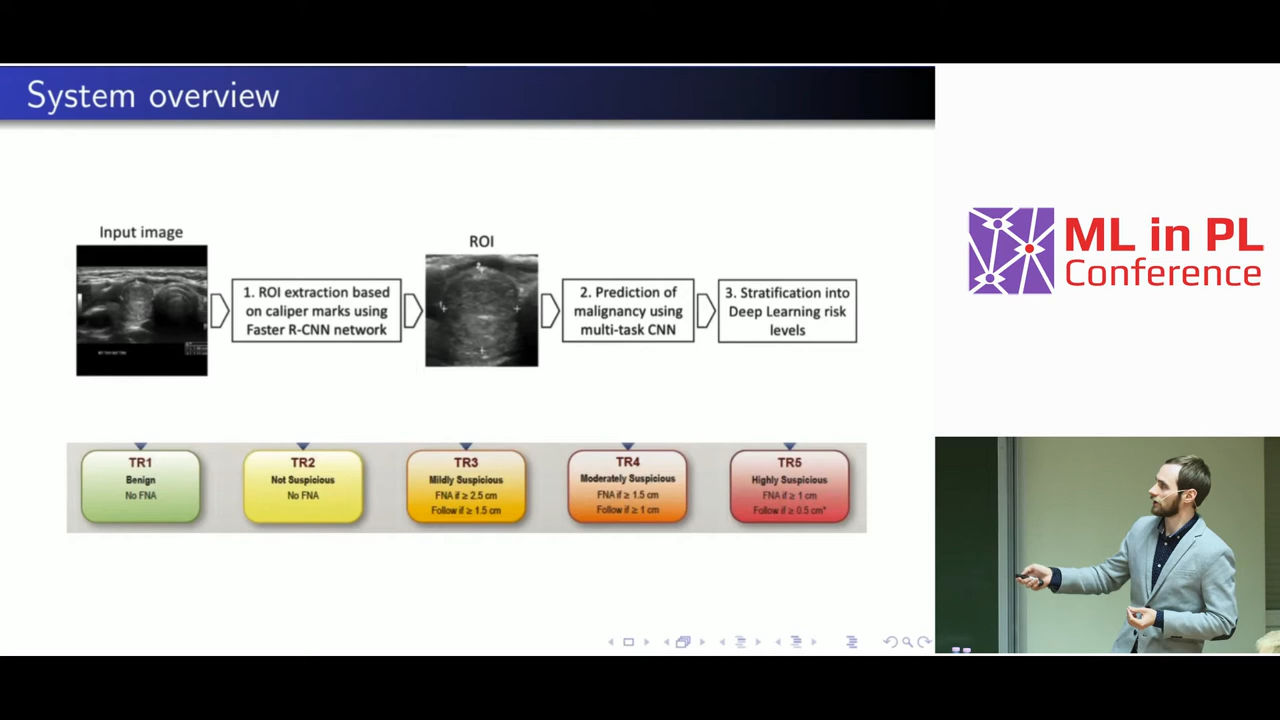 System overview
Input image
1. ROI extraction based
on caliper marks using
Faster R-CNN network
ROI
2. Prediction of
malignancy using
multi-task CNN
3. Stratification into
Deep Learning risk
levels
TR1
Benign
No FNA
TR2
Not Suspicious
No FNA
TR3
Mildly Suspicious
FNA if ≥ 2.5 cm
Follow if ≥ 1.5 cm
TR4
Moderately Suspicious
FNA if ≥ 1.5 cm
Follow if ≥ 1 cm
TR5
Highly Suspicious
FNA if ≥ 1 cm
Follow if ≥ 0.5 cm*
ML in PL
Conference